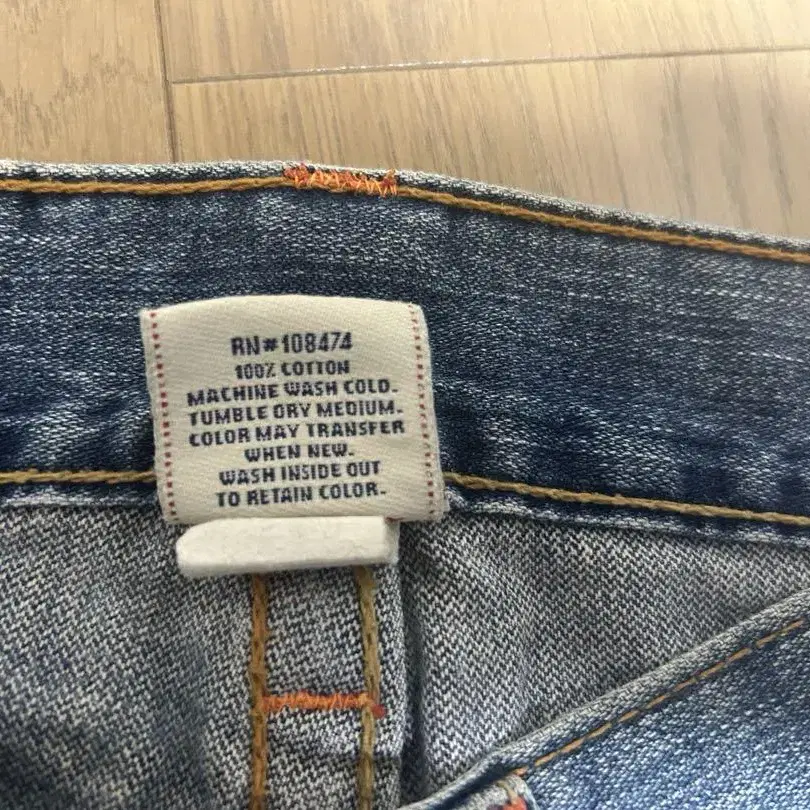 RN#108474
100% COTTON
MACHINE WASH COLD.
TUMBLE DRY MEDIUM.
COLOR MAY TRANSFER
WHEN NEW.
WASH INSIDE OUT
TO RETAIN COLOR.